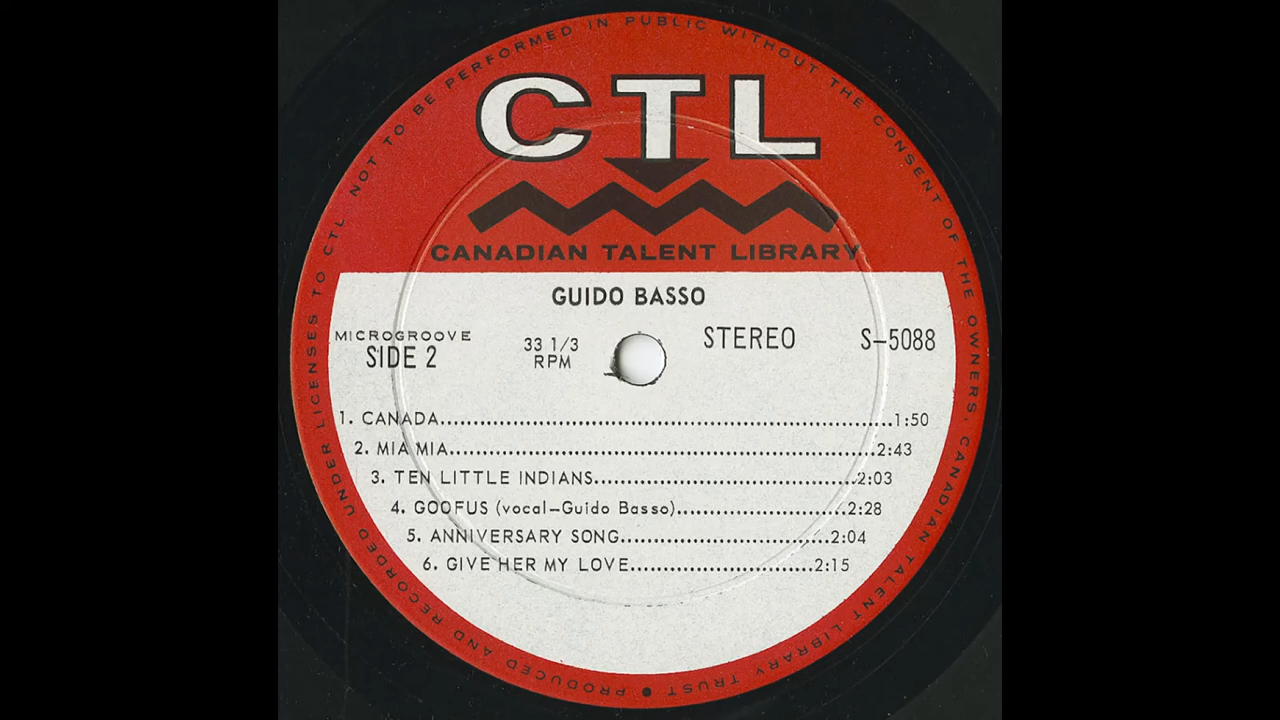 PRODUCED AND RECORDED UNDER LICENSES TO CTL NOT TO BE PERFORMED IN PUBLIC WITHOUT THE CONSENT OF THE OWNERS, CANADIAN TALENT LIBRARY TRUST ●
CTL
CANADIAN TALENT LIBRARY
GUIDO BASSO
MICROGROOVE
SIDE 2
33 1/3
RPM
STEREO
S-5088
1. CANADA..........1:50
2. MIA MIA..........2:43
3. TEN LITTLE INDIANS..........2:03
4. GOOFUS (vocal-Guido Basso)..........2:28
5. ANNIVERSARY SONG..........2:04
6. GIVE HER MY LOVE..........2:15